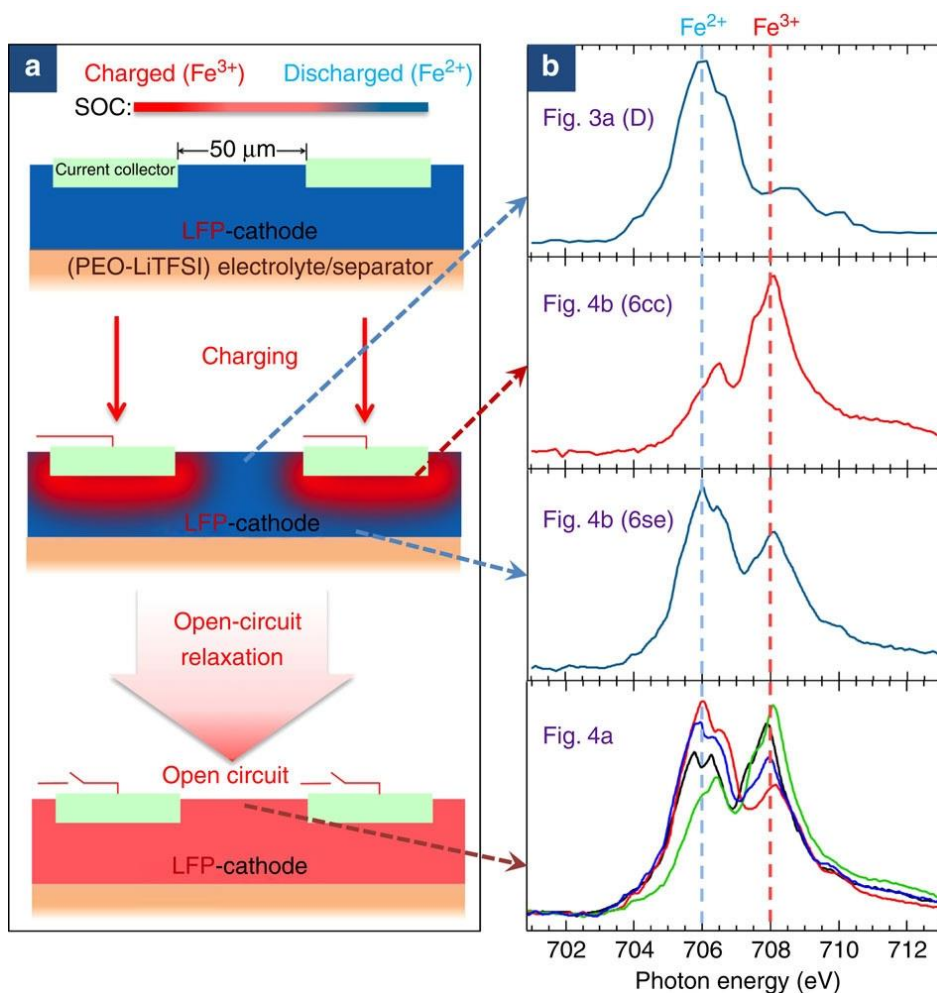 a
Charged (Fe³⁺)
Discharged (Fe²⁺)
SOC:
50 μm
Current collector
LFP-cathode
(PEO-LiTFSI) electrolyte/separator
Charging
LFP-cathode
Open-circuit
relaxation
Open circuit
LFP-cathode
Fe²⁺
Fe³⁺
b
Fig. 3a (D)
Fig. 4b (6cc)
Fig. 4b (6se)
Fig. 4a
702 704 706 708 710 712
Photon energy (eV)